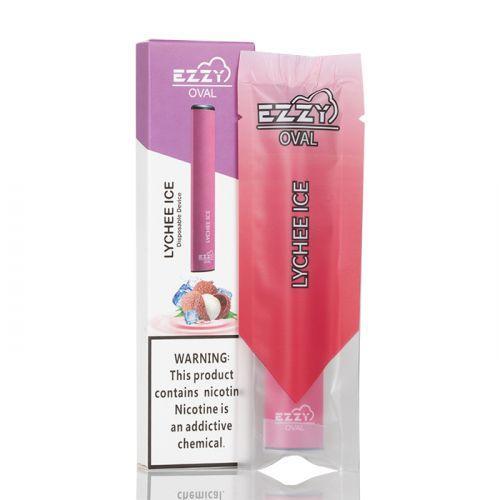 EZZY
OVAL
LYCHEE ICE
Disposable Device
LYCHEE ICE
EZZY
OVAL
WARNING:
This product
contains nicotin
Nicotine is
an addictive
chemical.
EZZY
OVAL
LYCHEE ICE
EZZY
OVAL